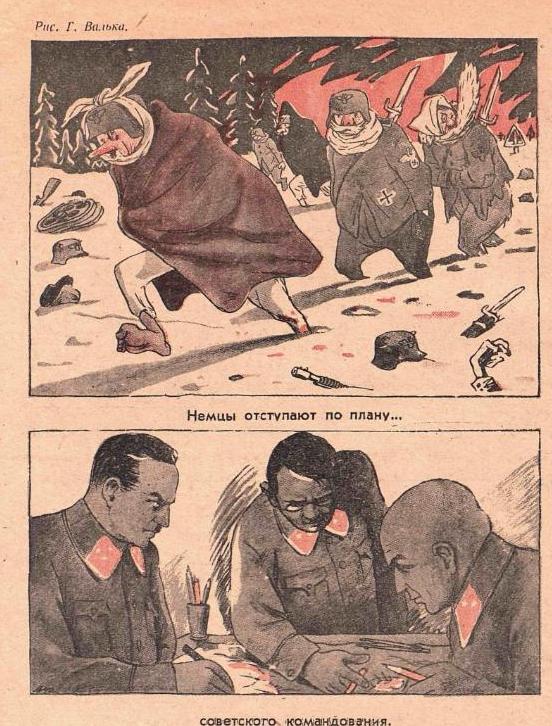 Рис. Г. Валька.
Немцы отступают по плану...
советского командования.